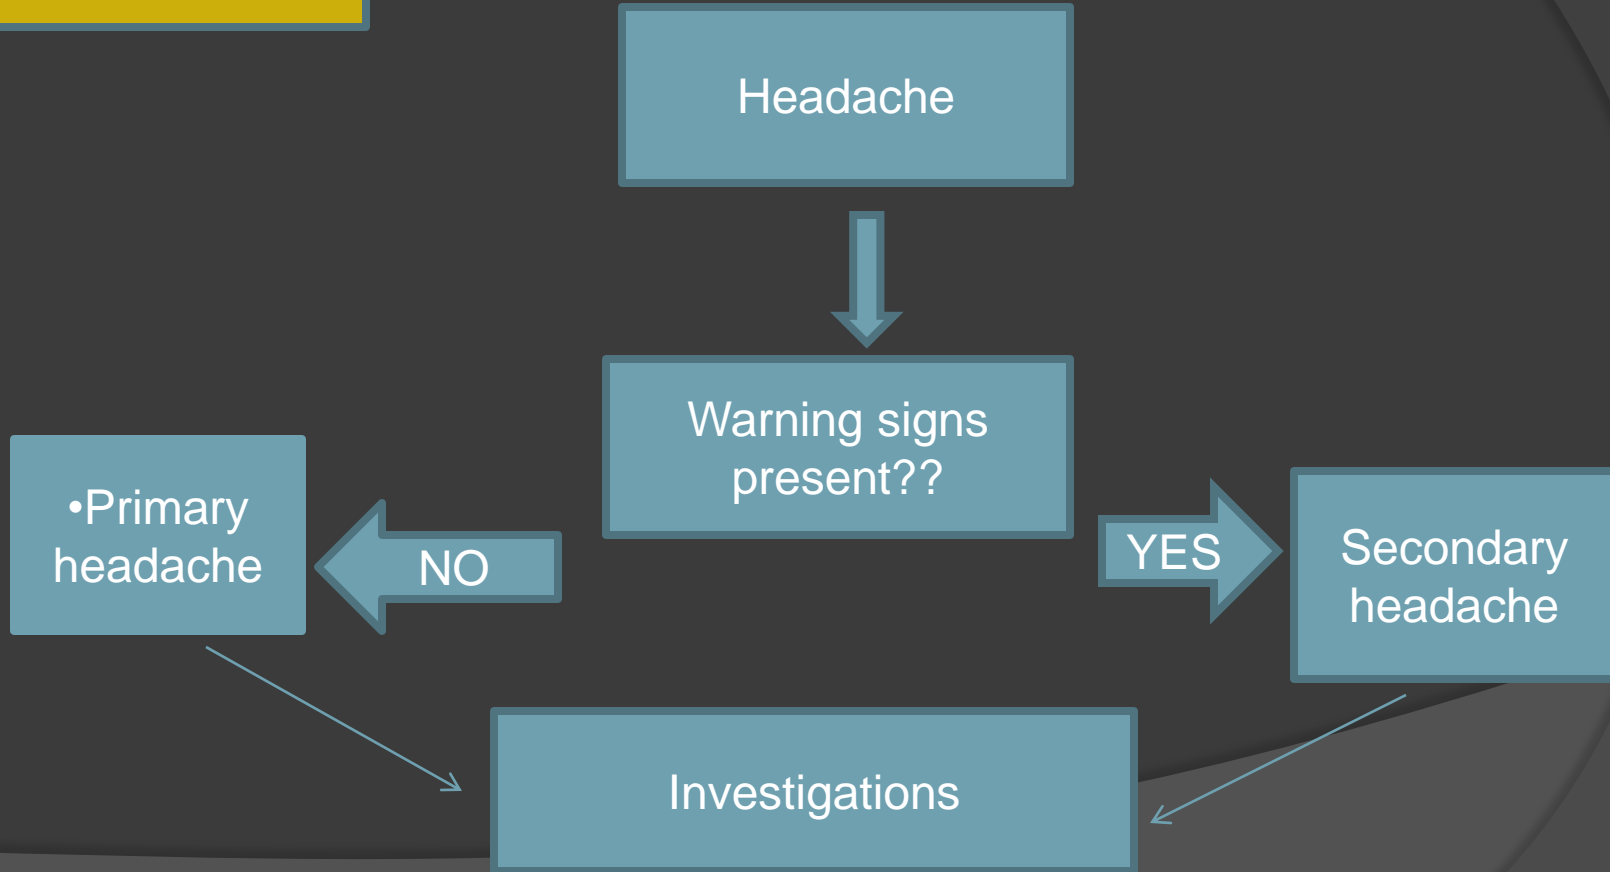 Headache
Warning signs
present??
•Primary
headache
NO
YES
Secondary
headache
Investigations